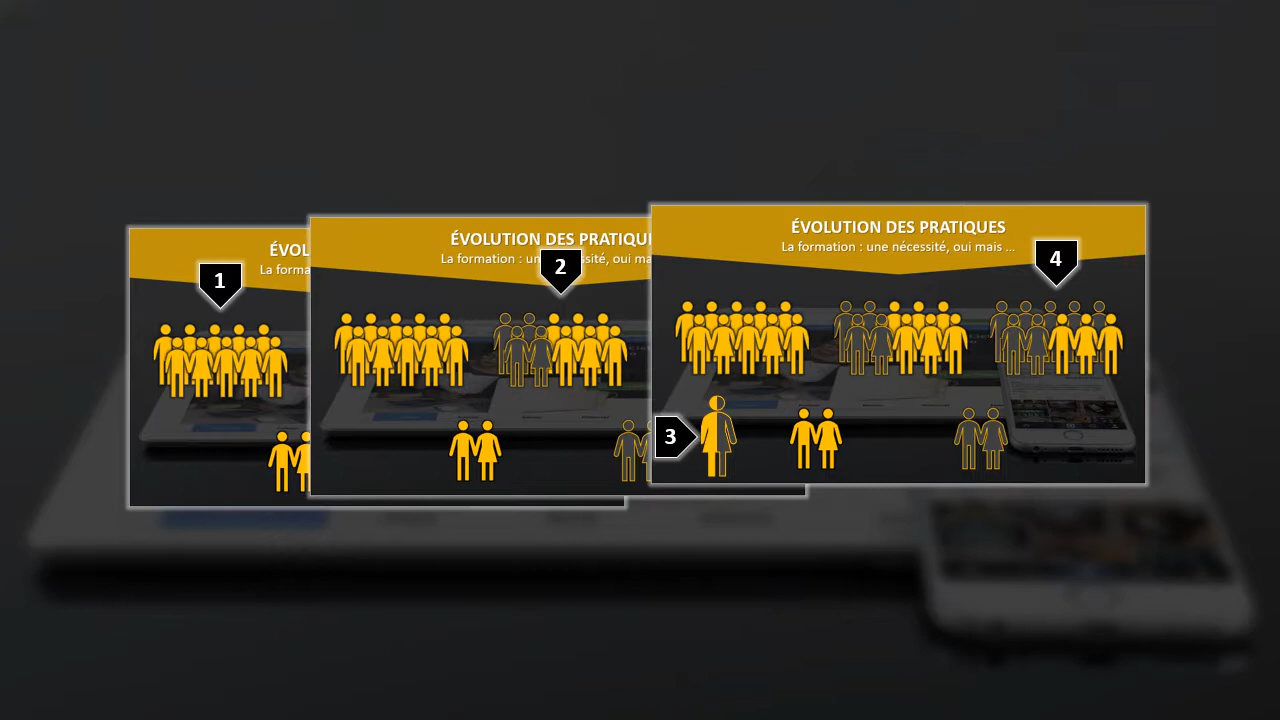 ÉVOL
La forma
1
ÉVOLUTION DES PRATIQU
La formation : un ssité, oui ma
2
ÉVOLUTION DES PRATIQUES
La formation : une nécessité, oui mais ...
4
3